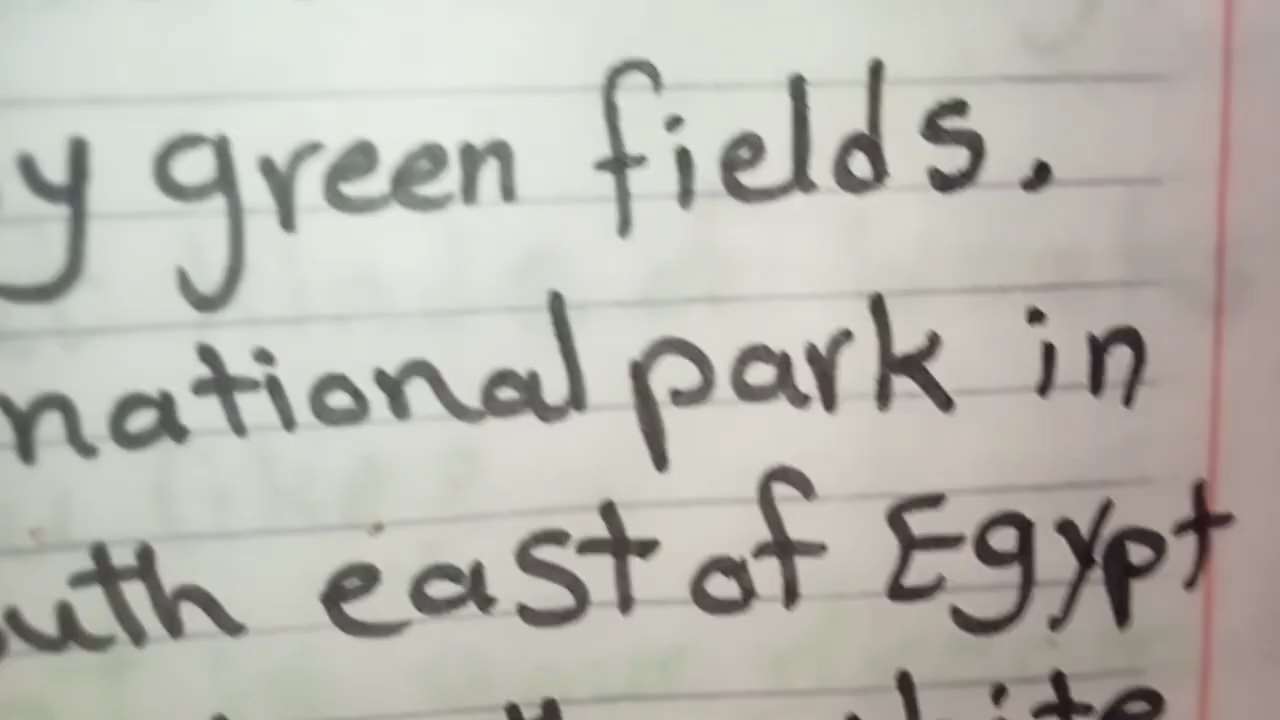 y green fields.
national park in
uth east of Egypt